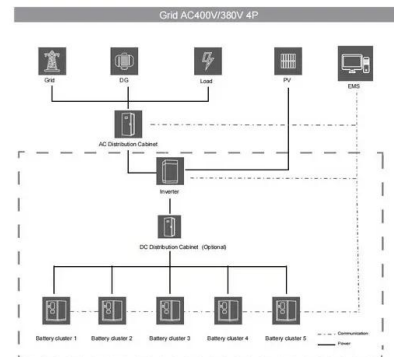 Grid AC400V/380V 4P
Grid
DG
Load
PV
EMS
AC Distribution Cabinet
Inverter
DC Distribution Cabinet (Optional)
Battery cluster 1
Battery cluster 2
Battery cluster 3
Battery cluster 4
Battery cluster 5
Communication
Power